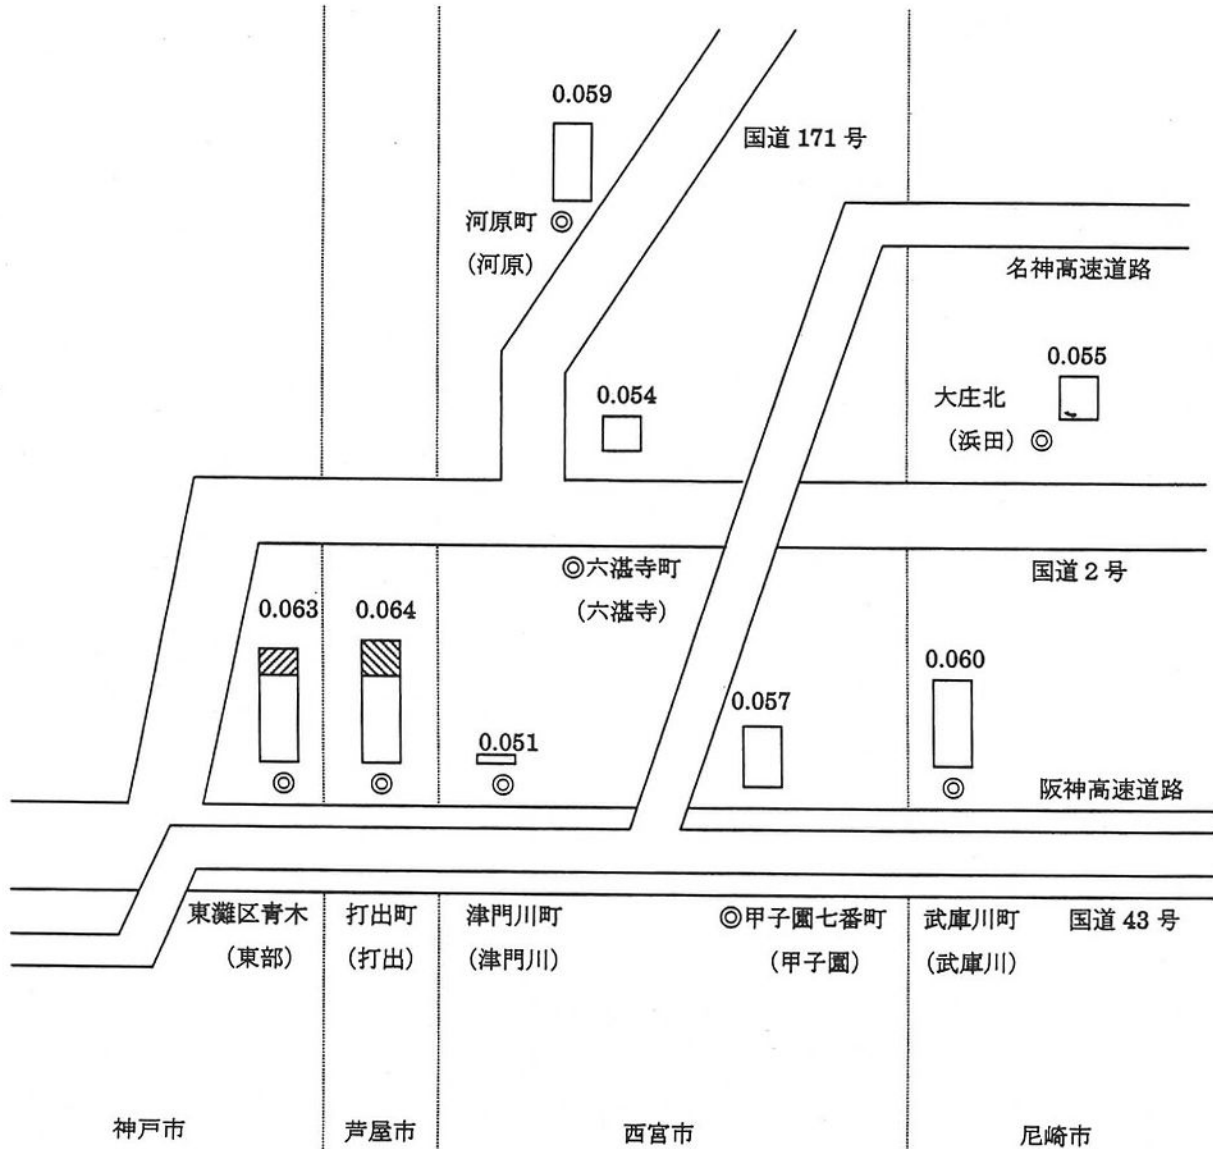 0.059
国道 171 号
河原町 ◎
(河原)
名神高速道路
0.055
0.054
大庄北
(浜田) ◎
◎六湛寺町
国道 2 号
(六湛寺)
0.063
0.064
0.060
0.057
0.051
◎
◎
◎
◎
阪神高速道路
東灘区青木
打出町
津門川町
◎甲子園七番町
武庫川町
国道 43 号
(東部)
(打出)
(津門川)
(甲子園)
(武庫川)
神戸市
芦屋市
西宮市
尼崎市